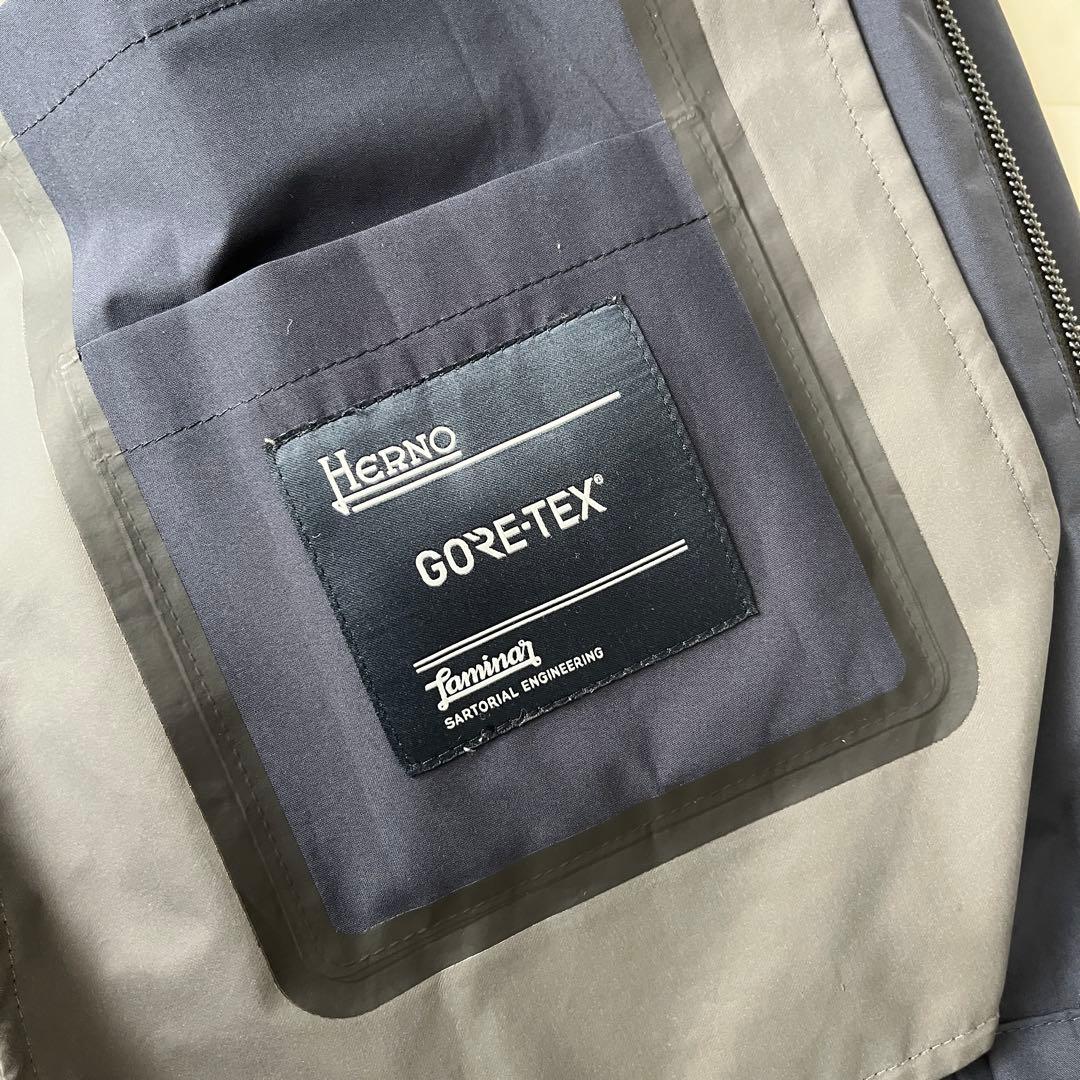 HERNO
GORE-TEX®
Laminar
SARTORIAL ENGINEERING